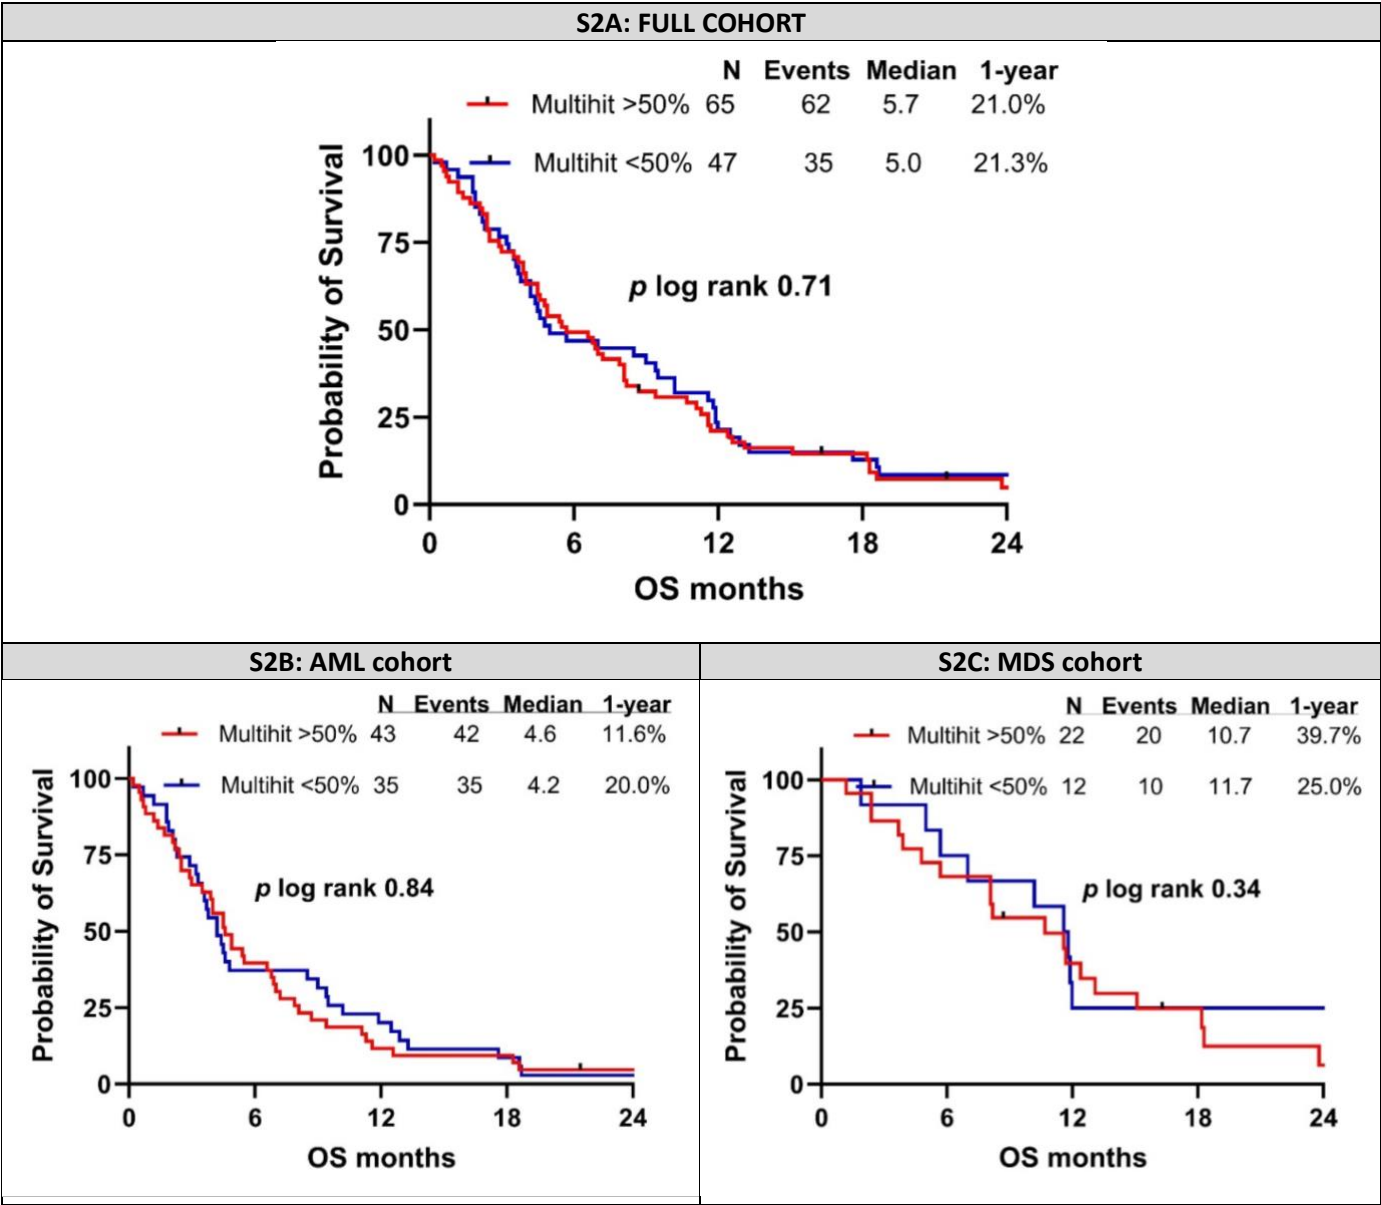 S2A: FULL COHORT
N Events Median 1-year
Multihit >50% 65 62 5.7 21.0%
Multihit <50% 47 35 5.0 21.3%
Probability of Survival
100
75
50
25
0
p log rank 0.71
0 6 12 18 24
OS months
S2B: AML cohort
N Events Median 1-year
Multihit >50% 43 42 4.6 11.6%
Multihit <50% 35 35 4.2 20.0%
Probability of Survival
100
75
50
25
0
p log rank 0.84
0 6 12 18 24
OS months
S2C: MDS cohort
N Events Median 1-year
Multihit >50% 22 20 10.7 39.7%
Multihit <50% 12 10 11.7 25.0%
Probability of Survival
100
75
50
25
0
p log rank 0.34
0 6 12 18 24
OS months